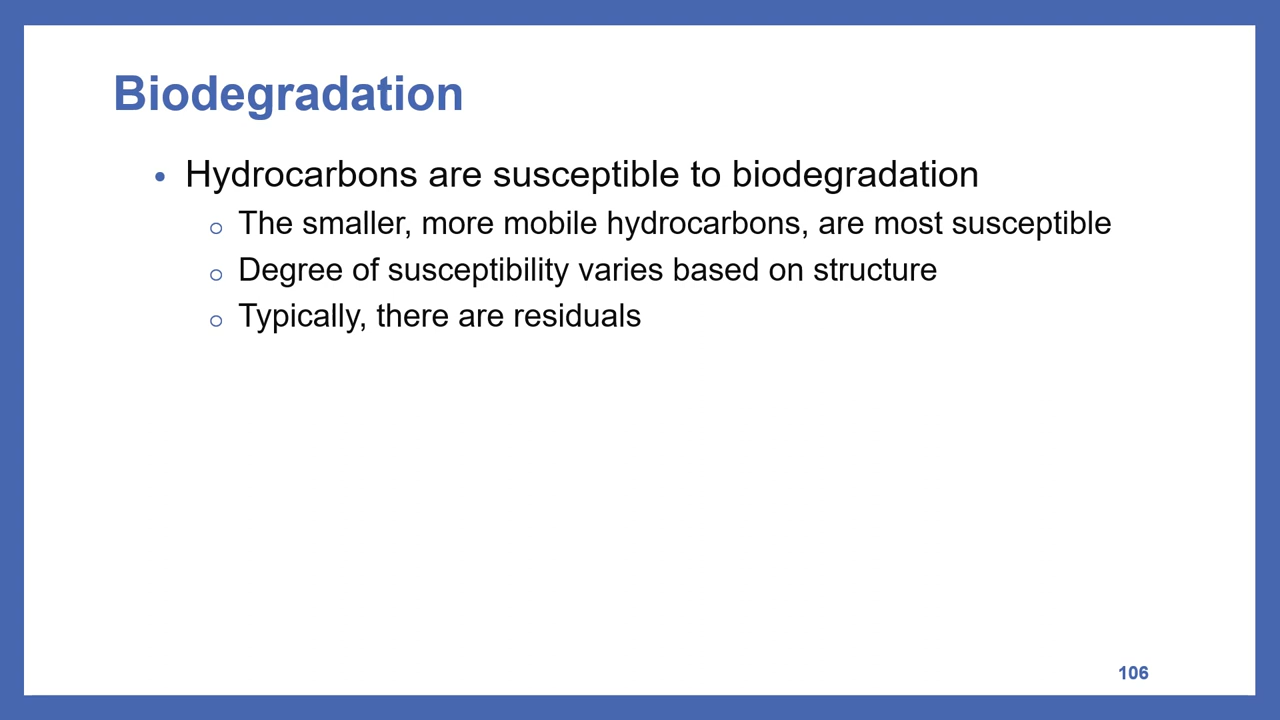 Biodegradation
• Hydrocarbons are susceptible to biodegradation
o The smaller, more mobile hydrocarbons, are most susceptible
o Degree of susceptibility varies based on structure
o Typically, there are residuals
106